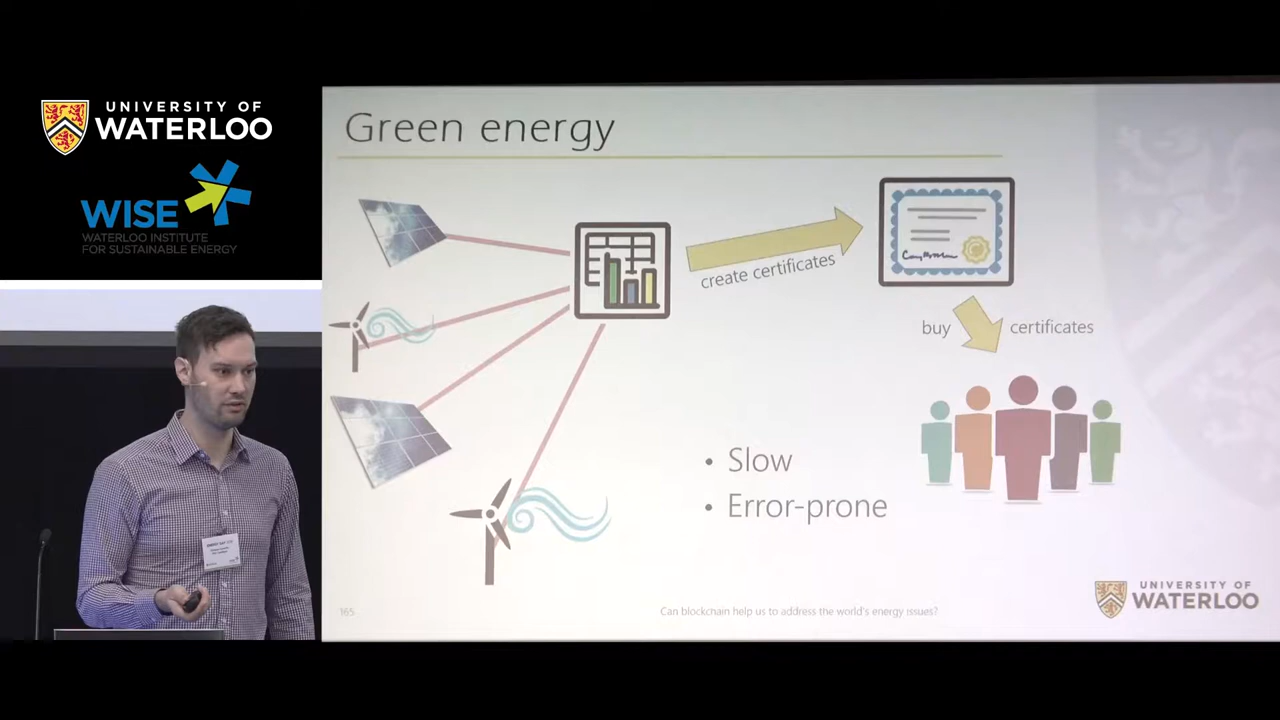 UNIVERSITY OF
WATERLOO
WISE
WATERLOO INSTITUTE
FOR SUSTAINABLE ENERGY
Green energy
create certificates
buy certificates
• Slow
• Error-prone
165
Can blockchain help us to address the world's energy issues?
UNIVERSITY OF
WATERLOO